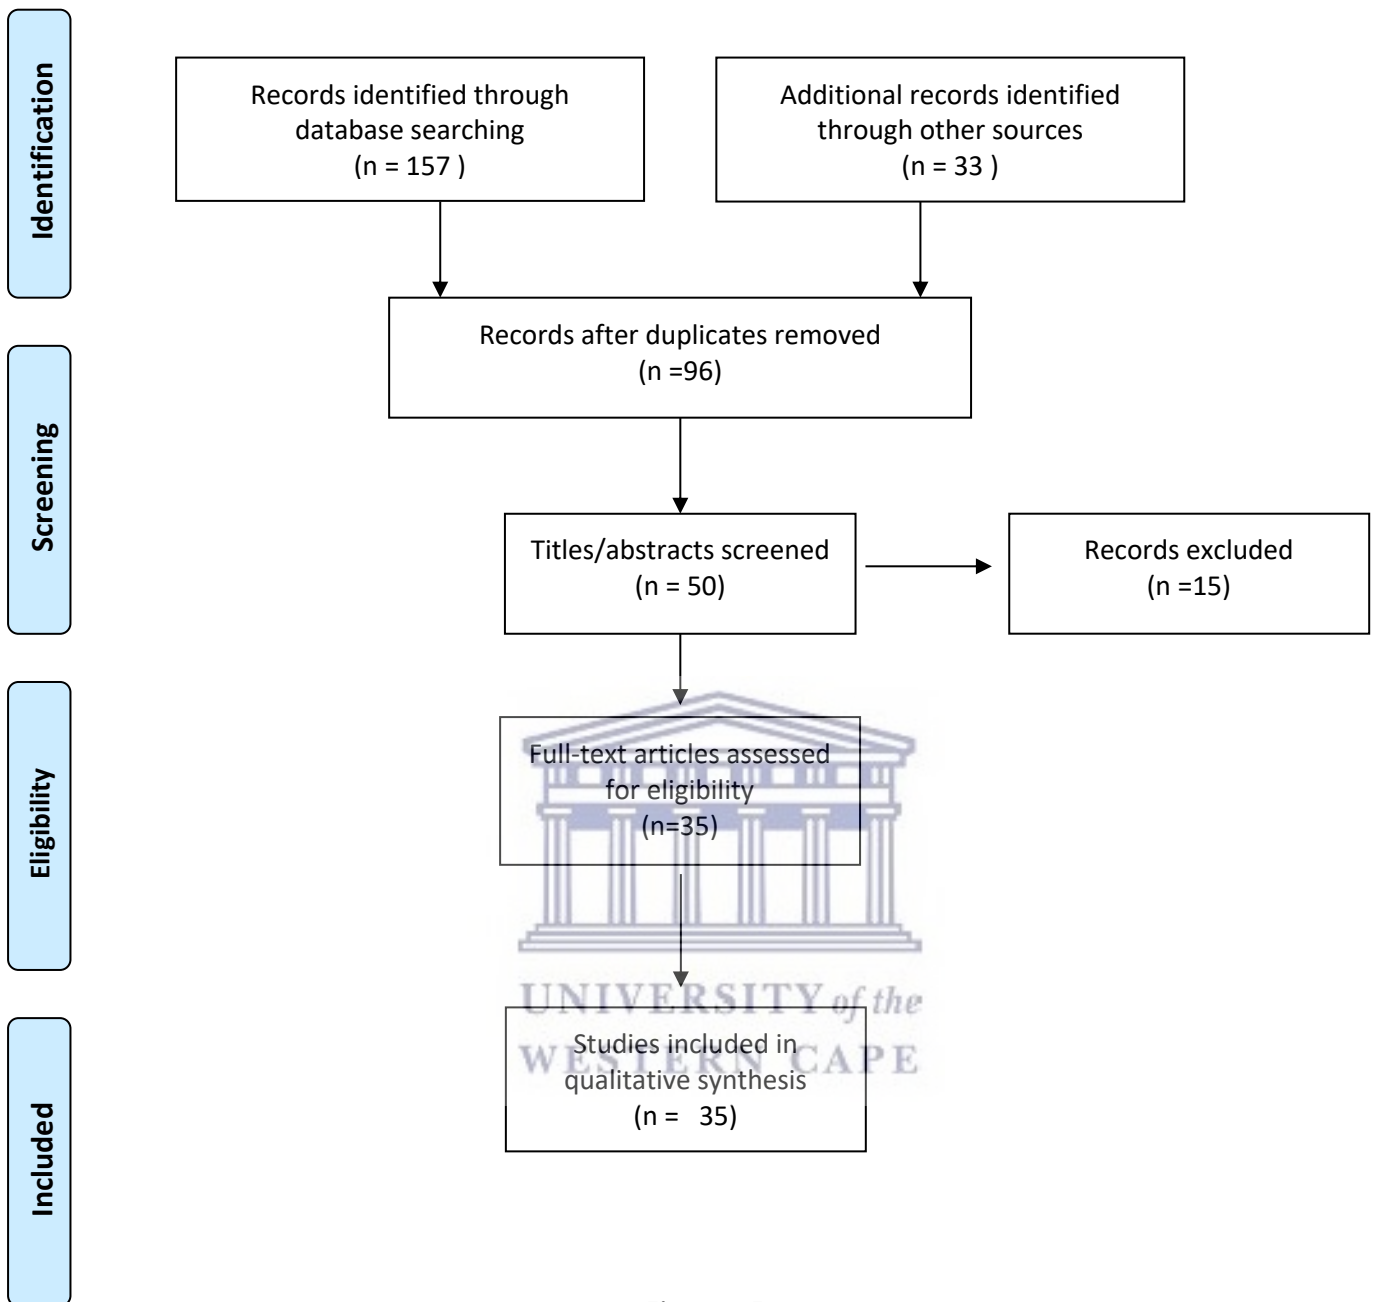 Identification
Records identified through
database searching
(n = 157 )
Additional records identified
through other sources
(n = 33 )
Records after duplicates removed
(n =96)
Screening
Titles/abstracts screened
(n = 50)
Records excluded
(n =15)
Eligibility
Full-text articles assessed
for eligibility
(n=35)
UNIVERSITY of the
WESTERN CAPE
Included
Studies included in
qualitative synthesis
(n = 35)